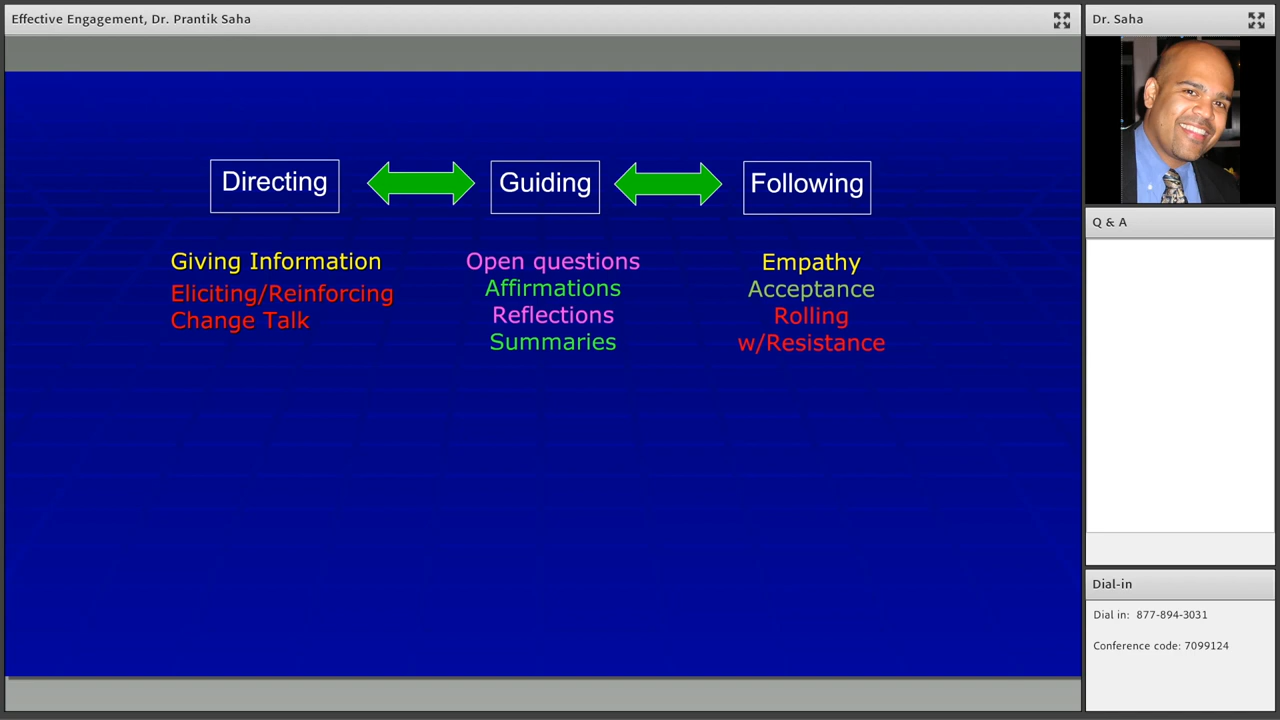 Effective Engagement, Dr. Prantik Saha
Dr. Saha
Directing
Guiding
Following
Giving Information
Eliciting/Reinforcing
Change Talk
Open questions
Affirmations
Reflections
Summaries
Empathy
Acceptance
Rolling
w/Resistance
Q & A
Dial-in
Dial in: 877-894-3031
Conference code: 7099124